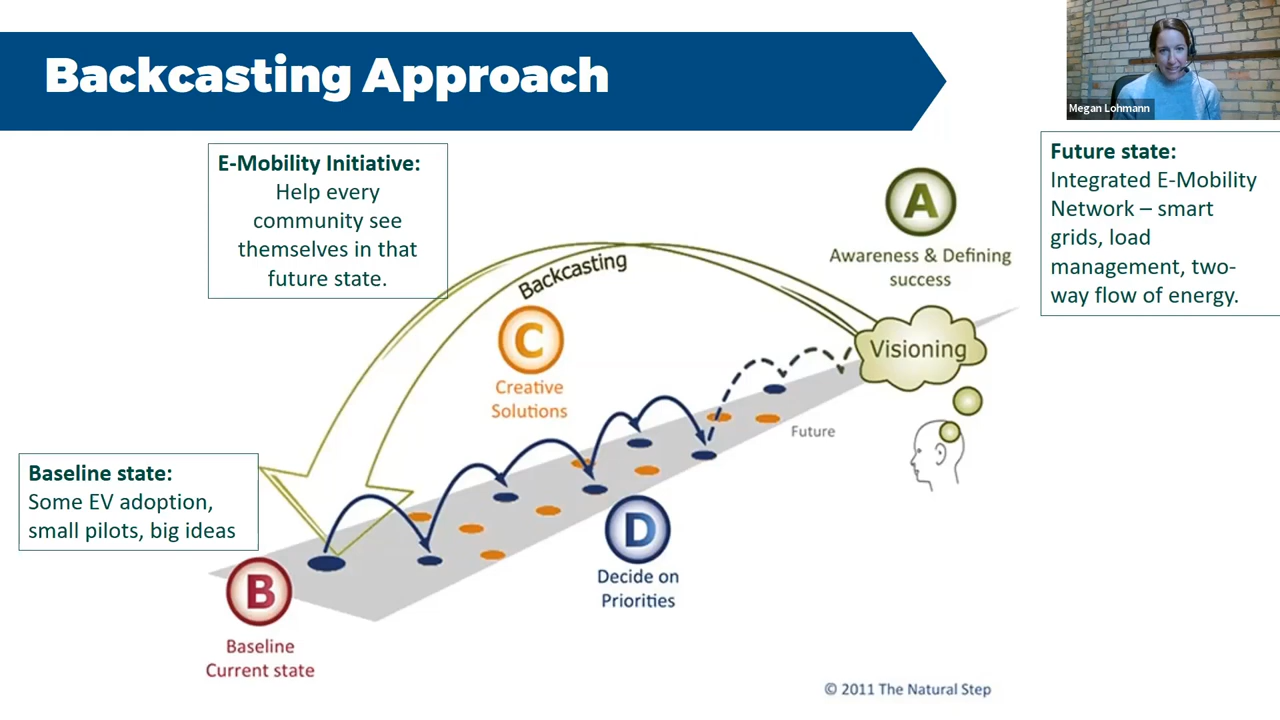 Backcasting Approach
Megan Lohmann
E-Mobility Initiative:
Help every
community see
themselves in that
future state.
Future state:
Integrated E-Mobility
Network – smart
grids, load
management, two-
way flow of energy.
A
Awareness & Defining
success
Backcasting
C
Creative
Solutions
Visioning
Future
Baseline state:
Some EV adoption,
small pilots, big ideas
D
Decide on
Priorities
B
Baseline
Current state
© 2011 The Natural Step